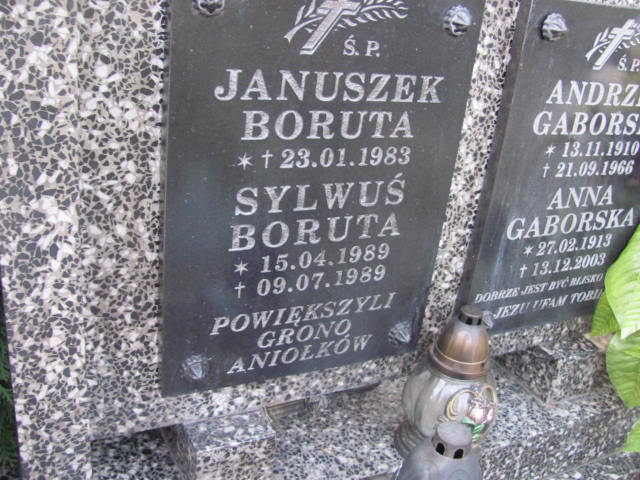 Ś.P.
JANUSZEK
BORUTA
* † 23.01.1983
SYLWUŚ
BORUTA
* 15.04.1989
† 09.07.1989
POWIĘKSZYLI
GRONO
ANIOŁKÓW
Ś.P.
ANDRZ
GABORS
* 13.11.1910
† 21.09.1966
ANNA
GABORSKA
* 27.02.1913
† 13.12.2003
DOBRZE JEST BYĆ BLISKO
JEZU UFAM TOBIE